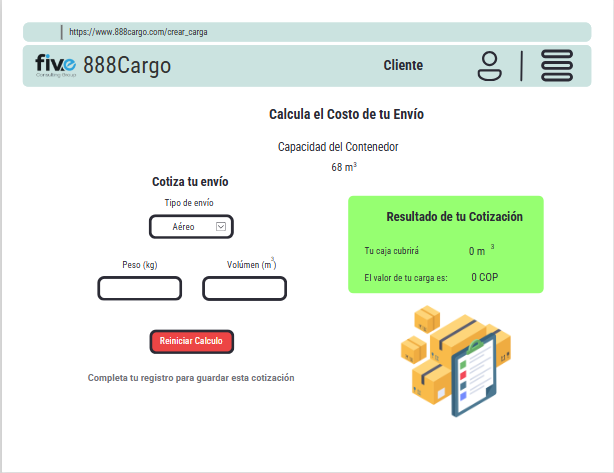 https://www.888cargo.com/crear_carga
five
Consulting Group
888Cargo
Cliente
Calcula el Costo de tu Envío
Capacidad del Contenedor
68 m³
Cotiza tu envío
Tipo de envío
Aéreo
Peso (kg)
Volúmen (m³)
Reiniciar Calculo
Completa tu registro para guardar esta cotización
Resultado de tu Cotización
Tu caja cubrirá 0 m ³
El valor de tu carga es: 0 COP